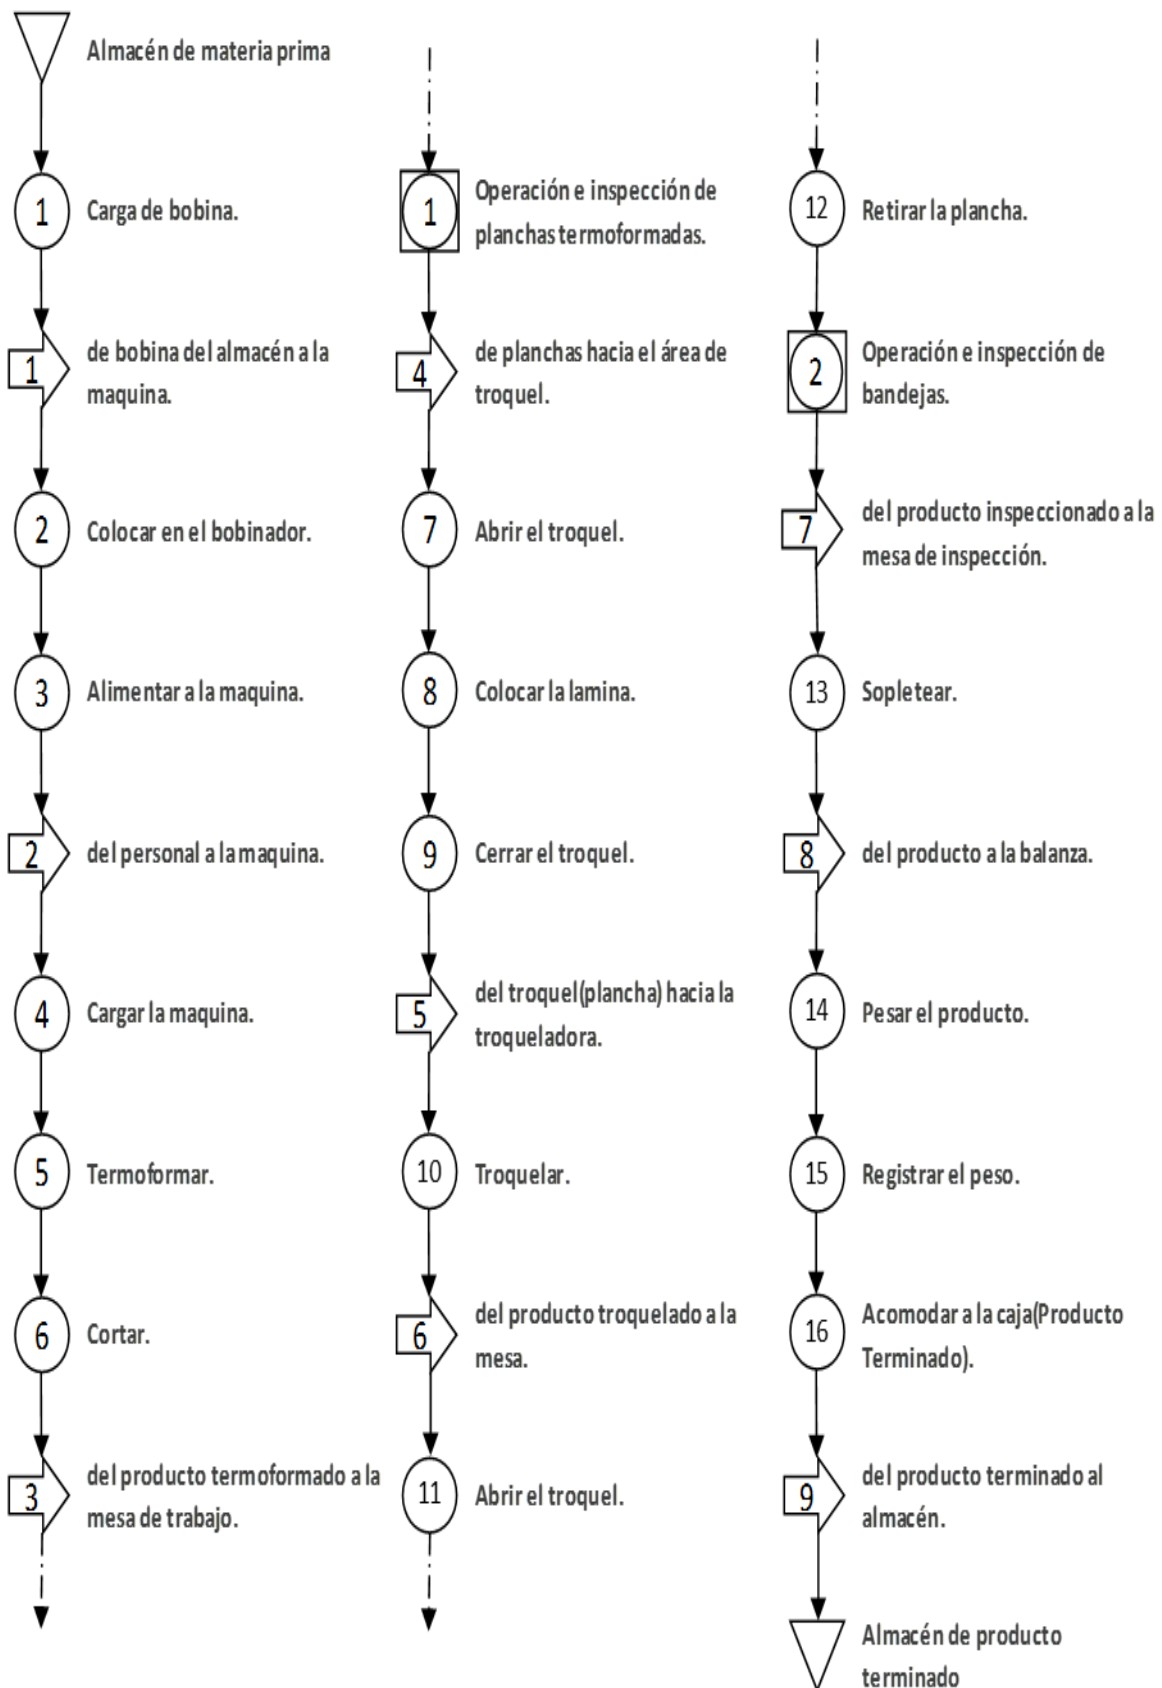 Almacén de materia prima
1
Carga de bobina.
1
de bobina del almacén a la
maquina.
2
Colocar en el bobinador.
3
Alimentar a la maquina.
2
del personal a la maquina.
4
Cargar la maquina.
5
Termoformar.
6
Cortar.
3
del producto termoformado a la
mesa de trabajo.
1
Operación e inspección de
planchas termoformadas.
4
de planchas hacia el área de
troquel.
7
Abrir el troquel.
8
Colocar la lamina.
9
Cerrar el troquel.
5
del troquel(plancha) hacia la
troqueladora.
10
Troquelar.
6
del producto troquelado a la
mesa.
11
Abrir el troquel.
12
Retirar la plancha.
2
Operación e inspección de
bandejas.
7
del producto inspeccionado a la
mesa de inspección.
13
Sopletear.
8
del producto a la balanza.
14
Pesar el producto.
15
Registrar el peso.
16
Acomodar a la caja(Producto
Terminado).
9
del producto terminado al
almacén.
Almacén de producto
terminado